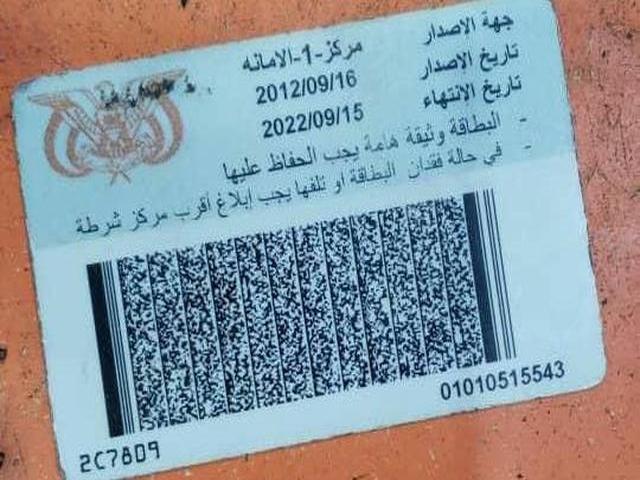 جهة الاصدار مركز-1-الامانه
تاريخ الاصدار 2012/09/16
تاريخ الانتهاء 2022/09/15
- البطاقة وثيقة هامة يجب الحفاظ عليها
- في حالة فقدان البطاقة او تلفها يجب إبلاغ أقرب مركز شرطة
01010515543
2C7809